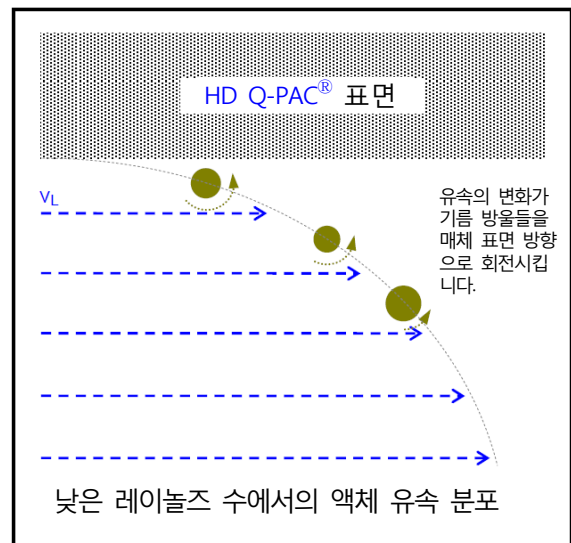 HD Q-PAC® 표면
VL
유속의 변화가
기름 방울들을
매체 표면 방향
으로 회전시킵
니다.
낮은 레이놀즈 수에서의 액체 유속 분포